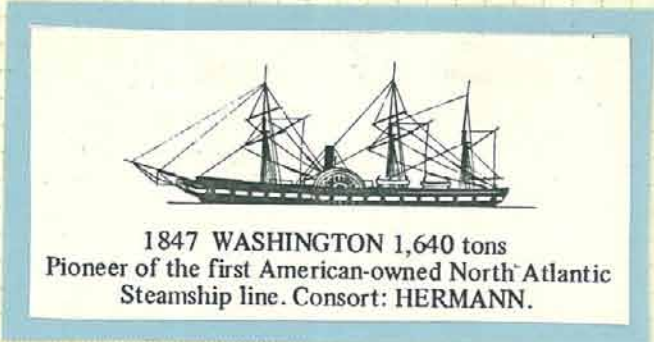 1847 WASHINGTON 1,640 tons
Pioneer of the first American-owned North Atlantic
Steamship line. Consort: HERMANN.